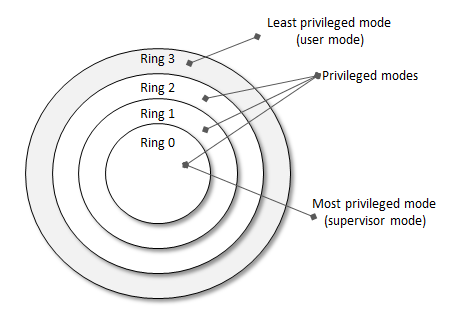 Least privileged mode
(user mode)
Ring 3
Privileged modes
Ring 2
Ring 1
Ring 0
Most privileged mode
(supervisor mode)